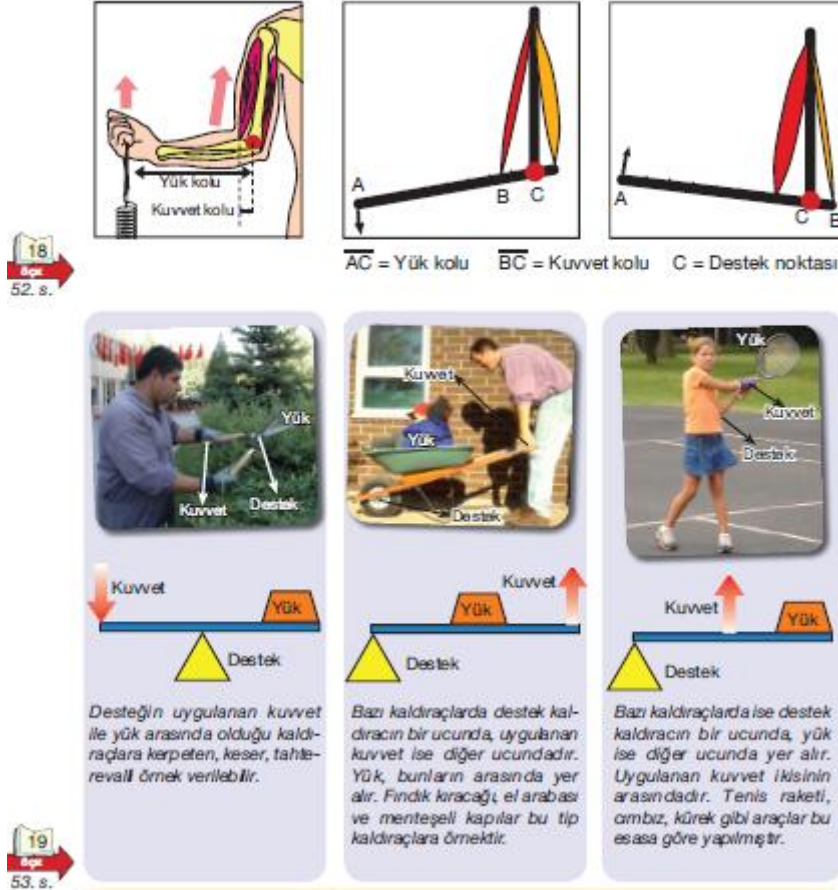 Yük kolu
Kuvvet kolu
A
B
C
A
C
B
18
52. s.
AC = Yük kolu BC = Kuvvet kolu C = Destek noktası
Yük
Kuvvet
Destek
Kuvvet
Yük
Destek
Yük
Kuvvet
Destek
Kuvvet
Yük
Destek
Kuvvet
Yük
Destek
Kuvvet
Yük
Destek
Desteğin uygulanan kuvvet
ile yük arasında olduğu kaldı-
raçlara kerpeten, keser, tahte-
revalli örnek verilebilir.
Bazı kaldıraçlarda destek kal-
dıracın bir ucunda, uygulanan
kuvvet ise diğer ucundadır.
Yük, bunların arasında yer
alır. Fındık kıracağı, el arabası
ve menteşeli kapılar bu tip
kaldıraçlara örnektir.
Bazı kaldıraçlarda ise destek
kaldıracın bir ucunda, yük
ise diğer ucunda yer alır.
Uygulanan kuvvet ikisinin
arasındadır. Tenis raketi,
cımbız, kürek gibi araçlar bu
esasa göre yapılmıştır.
19
53. s.